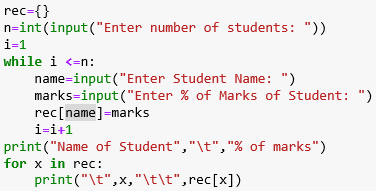 rec={}
n=int(input("Enter number of students: "))
i=1
while i <=n:
    name=input("Enter Student Name: ")
    marks=input("Enter % of Marks of Student: ")
    rec[name]=marks
    i=i+1
print("Name of Student","\t","% of marks")
for x in rec:
    print("\t",x,"\t\t",rec[x])